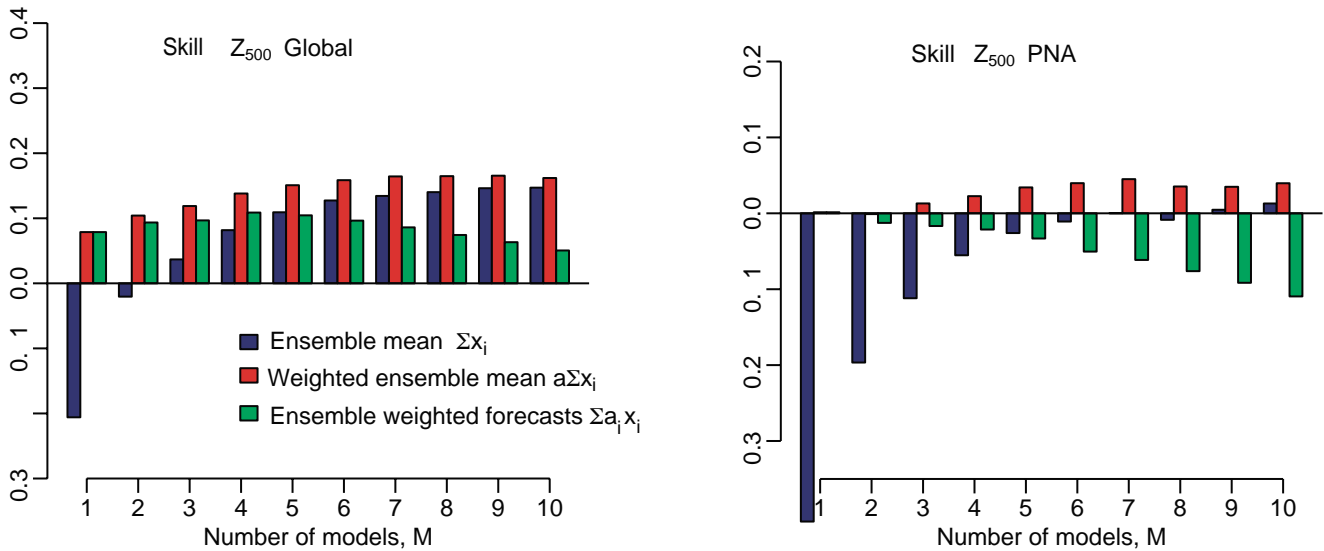 Skill Z500 Global
0.4
0.3
0.2
0.1
0.0
0. 1
0.3
Ensemble mean Σxi
Weighted ensemble mean aΣxi
Ensemble weighted forecasts Σaixi
1 2 3 4 5 6 7 8 9 10
Number of models, M
Skill Z500 PNA
0.2
0.1
0.0
0.1
0.2
0.3
1 2 3 4 5 6 7 8 9 10
Number of models, M